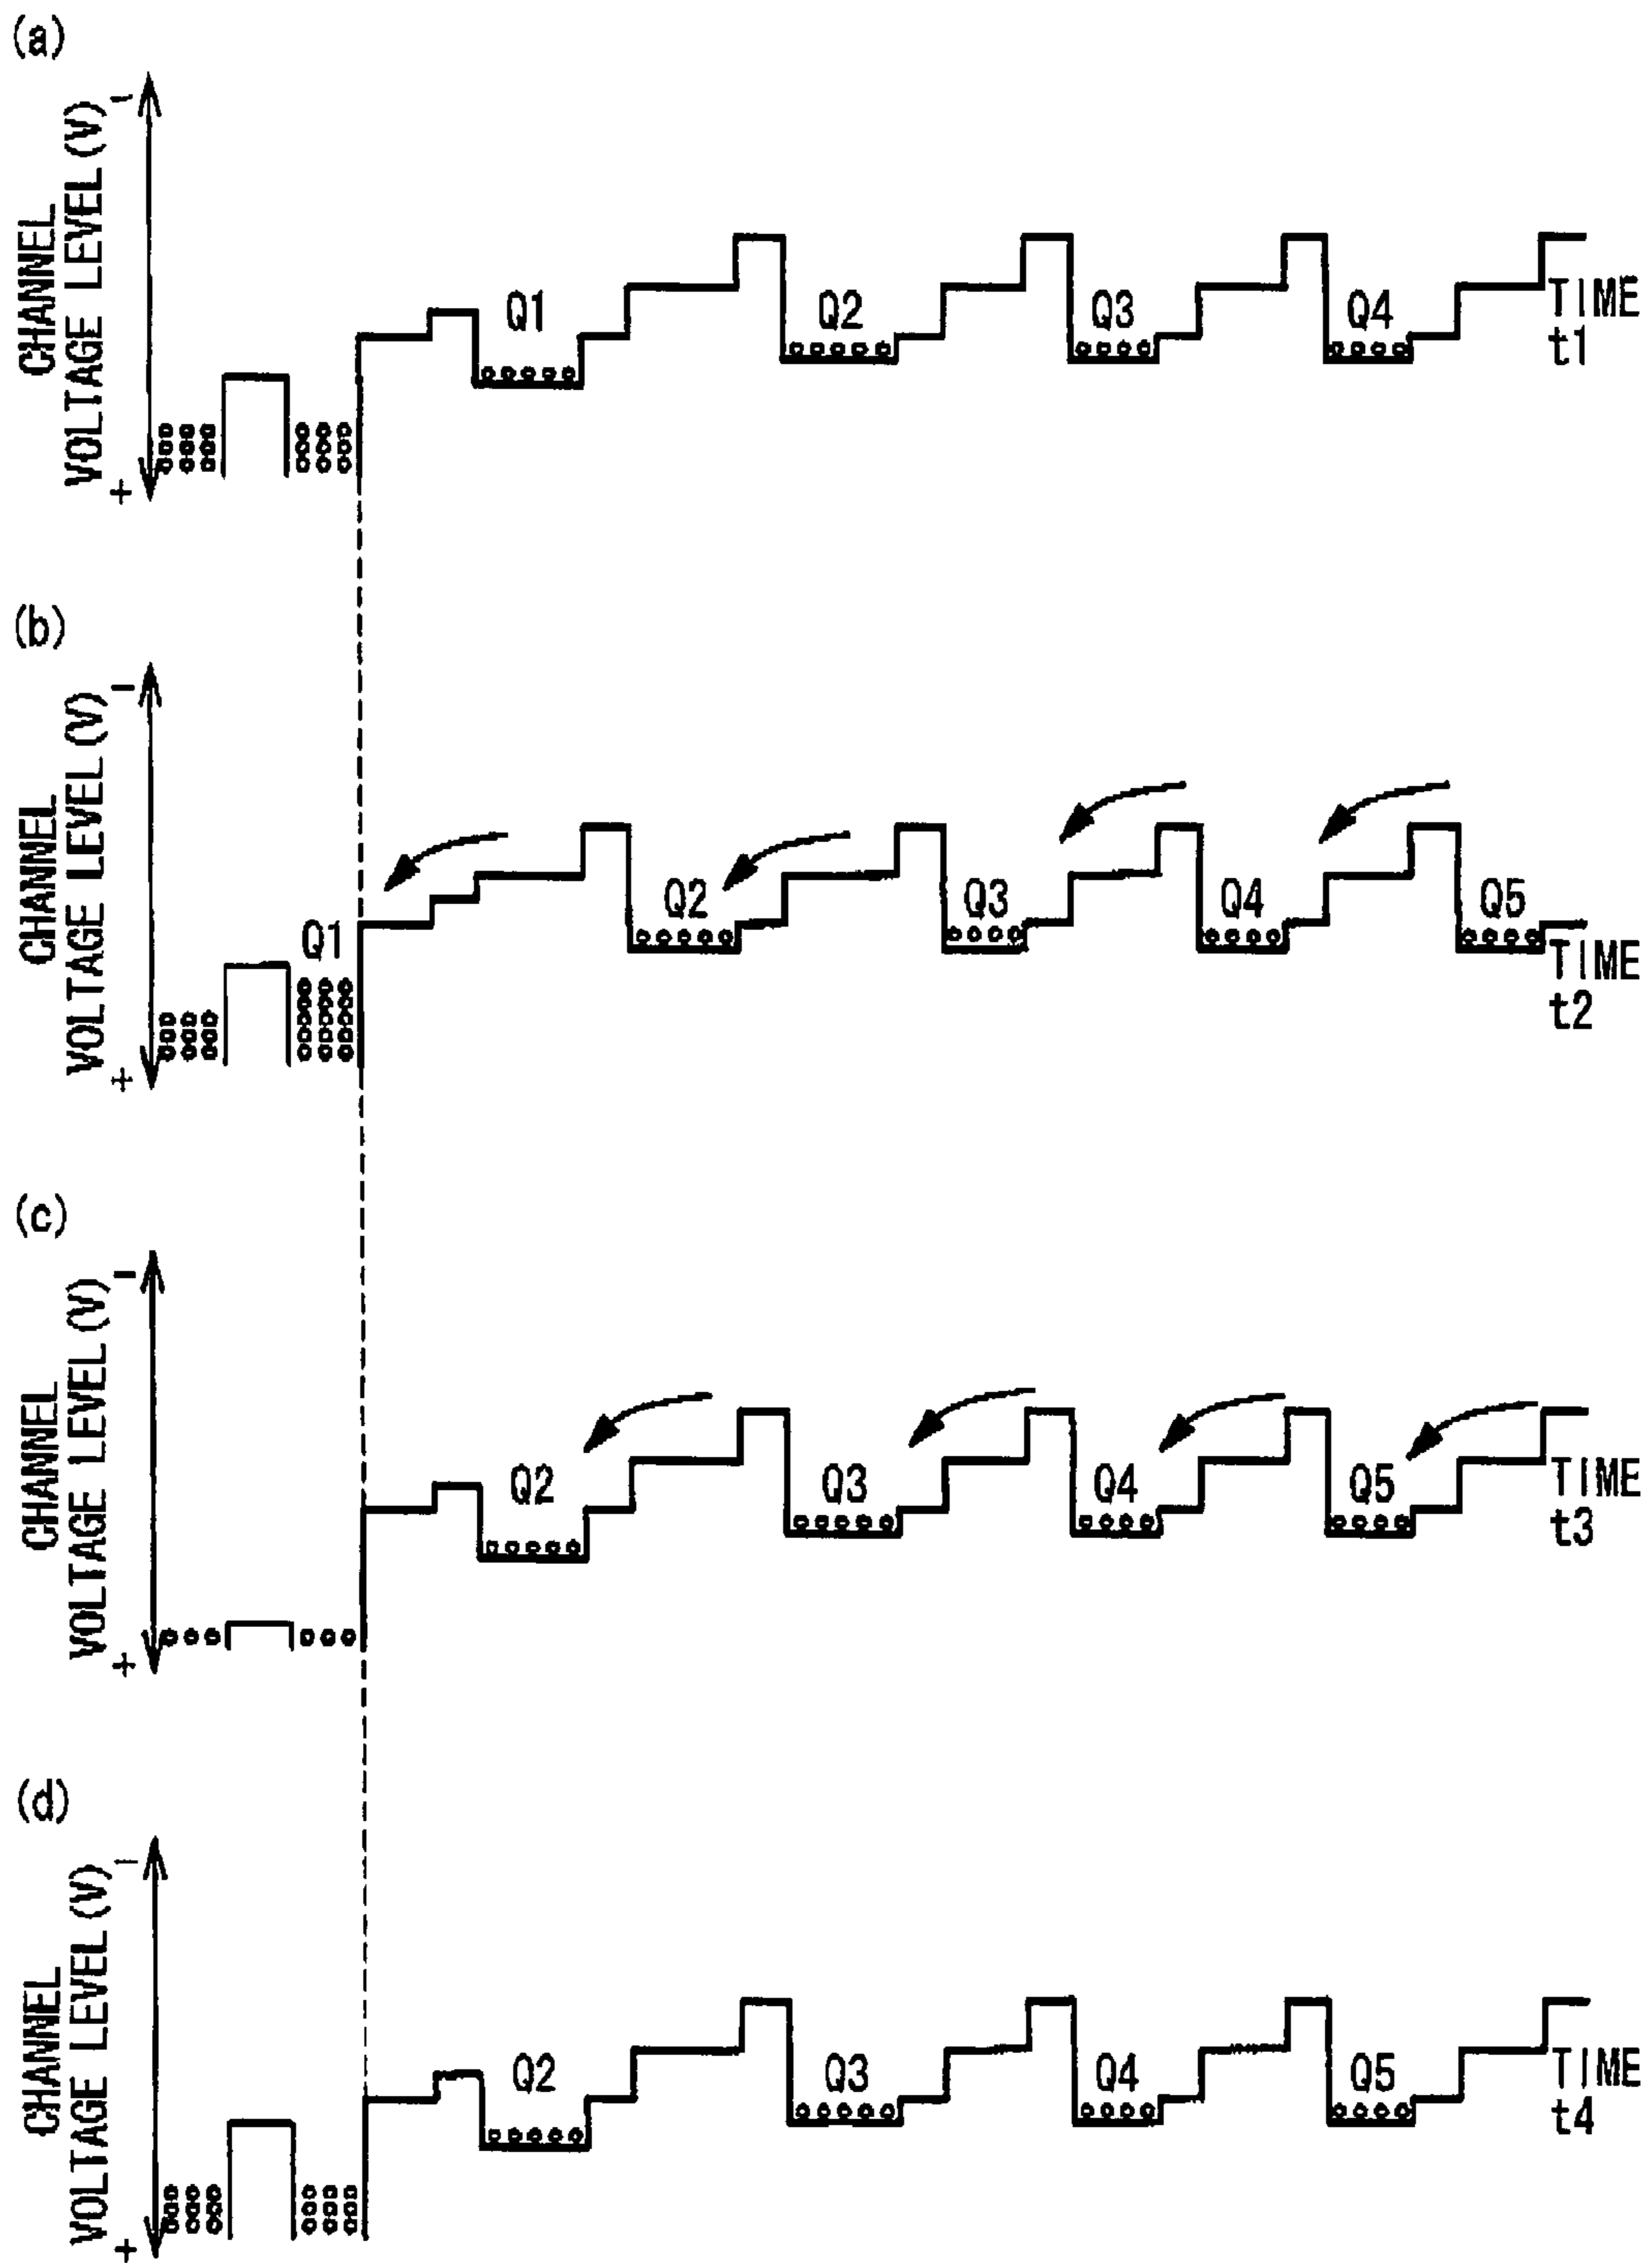 (a)
CHANNEL
VOLTAGE LEVEL (V)
-
+
Q1
Q2
Q3
Q4
TIME
t1
(b)
CHANNEL
VOLTAGE LEVEL (V)
-
+
Q1
Q2
Q3
Q4
Q5
TIME
t2
(c)
CHANNEL
VOLTAGE LEVEL (V)
-
+
Q2
Q3
Q4
Q5
TIME
t3
(d)
CHANNEL
VOLTAGE LEVEL (V)
-
+
Q2
Q3
Q4
Q5
TIME
t4